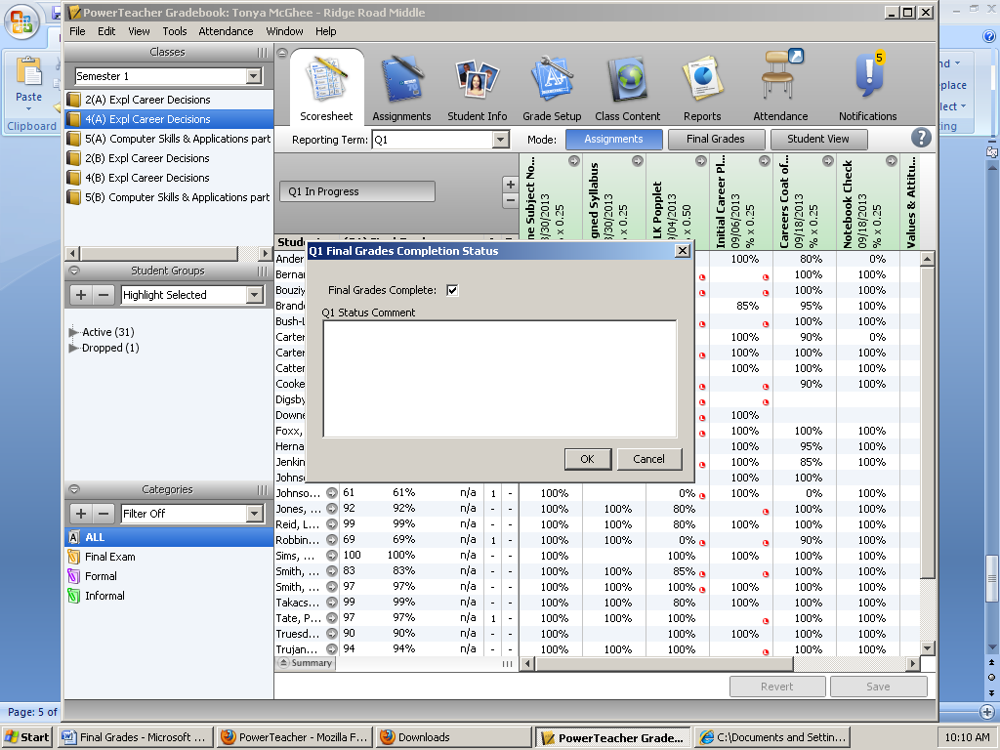 PowerTeacher Gradebook: Tonya McGhee - Ridge Road Middle
File Edit View Tools Attendance Window Help
Paste
Clipboard
Classes
Semester 1
2(A) Expl Career Decisions
4(A) Expl Career Decisions
5(A) Computer Skills & Applications part
2(B) Expl Career Decisions
4(B) Expl Career Decisions
5(B) Computer Skills & Applications part
Student Groups
Highlight Selected
Active (31)
Dropped (1)
Categories
Filter Off
ALL
Final Exam
Formal
Informal
Scoresheet Assignments Student Info Grade Setup Class Content Reports Attendance 5 Notifications
Reporting Term: Q1 Mode: Assignments Final Grades Student View ?
Q1 In Progress
ne Subject No...
/30/2013
% x 0.25
gned Syllabus
/30/2013
% x 0.25
LK Popplet
/04/2013
% x 0.50
Initial Career Pl...
09/06/2013
% x 0.25
Careers Coat of...
09/18/2013
% x 0.25
Notebook Check
09/18/2013
% x 0.25
Values & Attitu...
Q1 Final Grades Completion Status
Final Grades Complete:
Q1 Status Comment
OK Cancel
Ander 100% 80% 0%
Berna 100% 100%
Bouziy 100% 100%
Brand 85% 95% 100%
Bush-L 100% 100%
Carter 100% 90% 0%
Carter 100% 100% 100%
Catter 100% 100% 100%
Cooke 90% 100%
Digsby
Downe 100%
Foxx, 100% 100% 100%
Herna 100% 95% 100%
Jenkin 100% 85% 100%
Johns 100% 100%
Johnso... 61 61% n/a 1 - 100% 0% 100% 0% 100%
Jones, ... 92 92% n/a - - 100% 100% 80% 100% 100%
Reid, L... 99 99% n/a - - 100% 100% 80% 100% 100% 100%
Robbin... 69 69% n/a 1 - 100% 100% 0% 90% 100%
Sims, ... 100 100% n/a - - 100% 100% 100% 100% 100%
Smith, ... 83 83% n/a - - 100% 100% 85% 100% 100%
Smith, ... 97 97% n/a - - 100% 100% 100% 100% 100% 100%
Takacs... 99 99% n/a - - 100% 80% 100% 100% 100%
Tate, P... 97 97% n/a 1 - 100% 100% 100% 100% 100%
Truesd... 90 90% n/a - - 100% 100% 100% 100% 100%
Trujan... 94 94% n/a - - 100% 100% 100% 100% 100%
Summary
Revert Save
Page: 5 of
Start Final Grades - Microsoft ... PowerTeacher - Mozilla F... Downloads PowerTeacher Grade... C:\Documents and Settin... 10:10 AM